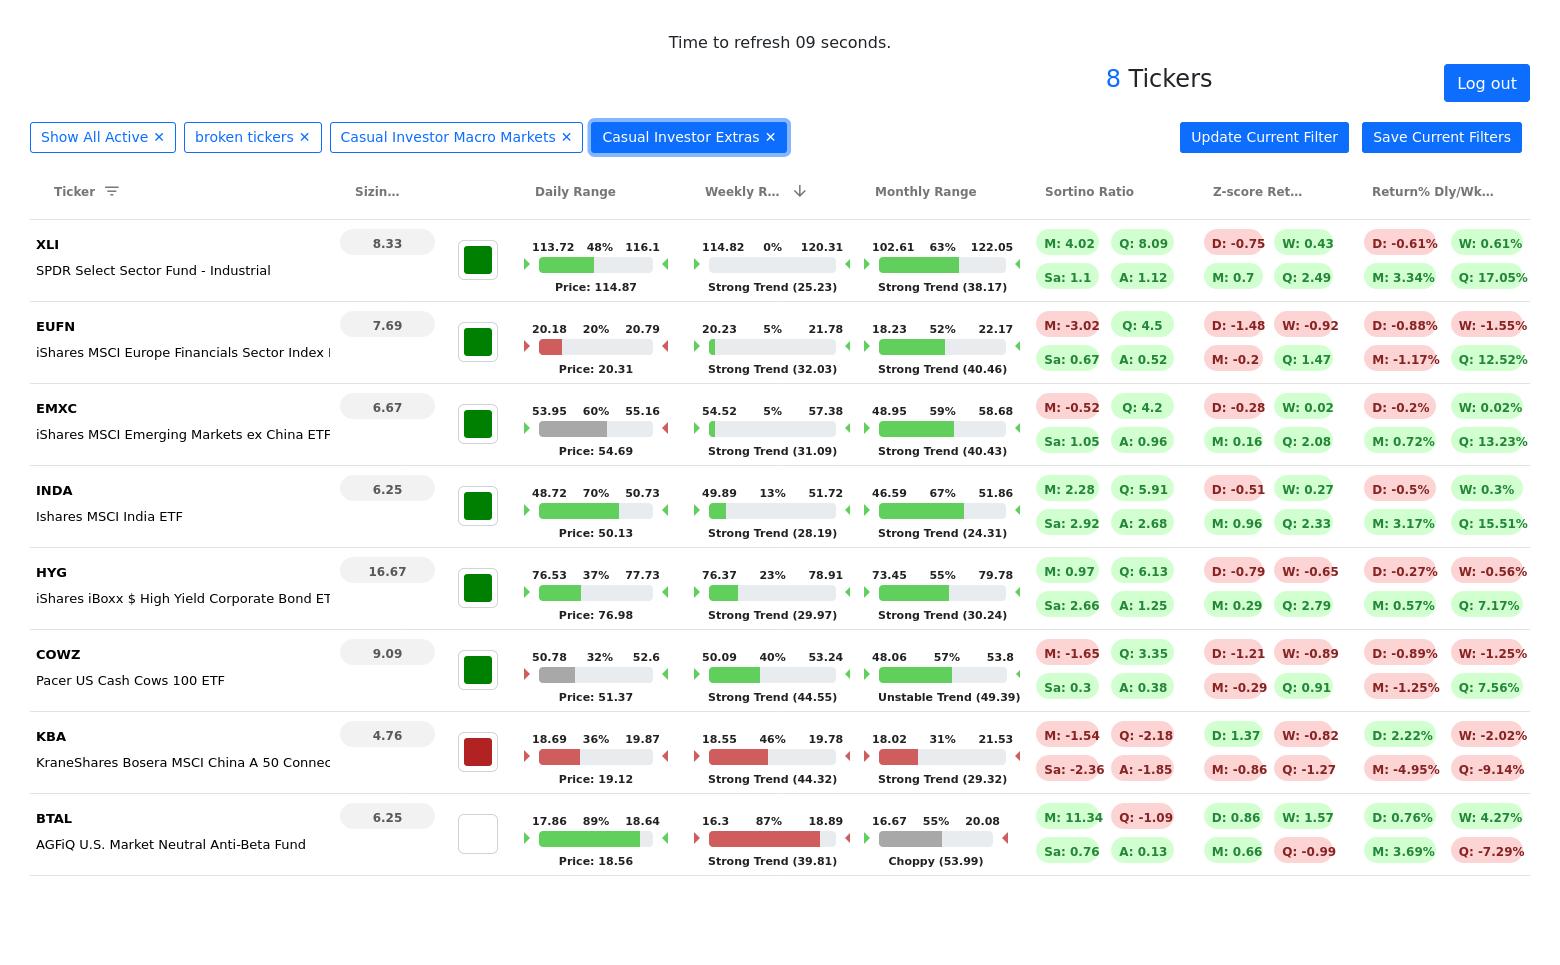 Time to refresh 09 seconds.
8 Tickers
Log out
Show All Active ✕ broken tickers ✕ Casual Investor Macro Markets ✕ Casual Investor Extras ✕ Update Current Filter Save Current Filters
Ticker Sizin... Daily Range Weekly R... Monthly Range Sortino Ratio Z-score Ret... Return% Dly/Wk...
XLI 8.33 113.72 48% 116.1 114.82 0% 120.31 102.61 63% 122.05 M: 4.02 Q: 8.09 D: -0.75 W: 0.43 D: -0.61% W: 0.61%
SPDR Select Sector Fund - Industrial Price: 114.87 Strong Trend (25.23) Strong Trend (38.17) Sa: 1.1 A: 1.12 M: 0.7 Q: 2.49 M: 3.34% Q: 17.05%
EUFN 7.69 20.18 20% 20.79 20.23 5% 21.78 18.23 52% 22.17 M: -3.02 Q: 4.5 D: -1.48 W: -0.92 D: -0.88% W: -1.55%
iShares MSCI Europe Financials Sector Index Price: 20.31 Strong Trend (32.03) Strong Trend (40.46) Sa: 0.67 A: 0.52 M: -0.2 Q: 1.47 M: -1.17% Q: 12.52%
EMXC 6.67 53.95 60% 55.16 54.52 5% 57.38 48.95 59% 58.68 M: -0.52 Q: 4.2 D: -0.28 W: 0.02 D: -0.2% W: 0.02%
iShares MSCI Emerging Markets ex China ETF Price: 54.69 Strong Trend (31.09) Strong Trend (40.43) Sa: 1.05 A: 0.96 M: 0.16 Q: 2.08 M: 0.72% Q: 13.23%
INDA 6.25 48.72 70% 50.73 49.89 13% 51.72 46.59 67% 51.86 M: 2.28 Q: 5.91 D: -0.51 W: 0.27 D: -0.5% W: 0.3%
Ishares MSCI India ETF Price: 50.13 Strong Trend (28.19) Strong Trend (24.31) Sa: 2.92 A: 2.68 M: 0.96 Q: 2.33 M: 3.17% Q: 15.51%
HYG 16.67 76.53 37% 77.73 76.37 23% 78.91 73.45 55% 79.78 M: 0.97 Q: 6.13 D: -0.79 W: -0.65 D: -0.27% W: -0.56%
iShares iBoxx $ High Yield Corporate Bond ET Price: 76.98 Strong Trend (29.97) Strong Trend (30.24) Sa: 2.66 A: 1.25 M: 0.29 Q: 2.79 M: 0.57% Q: 7.17%
COWZ 9.09 50.78 32% 52.6 50.09 40% 53.24 48.06 57% 53.8 M: -1.65 Q: 3.35 D: -1.21 W: -0.89 D: -0.89% W: -1.25%
Pacer US Cash Cows 100 ETF Price: 51.37 Strong Trend (44.55) Unstable Trend (49.39) Sa: 0.3 A: 0.38 M: -0.29 Q: 0.91 M: -1.25% Q: 7.56%
KBA 4.76 18.69 36% 19.87 18.55 46% 19.78 18.02 31% 21.53 M: -1.54 Q: -2.18 D: 1.37 W: -0.82 D: 2.22% W: -2.02%
KraneShares Bosera MSCI China A 50 Connec Price: 19.12 Strong Trend (44.32) Strong Trend (29.32) Sa: -2.36 A: -1.85 M: -0.86 Q: -1.27 M: -4.95% Q: -9.14%
BTAL 6.25 17.86 89% 18.64 16.3 87% 18.89 16.67 55% 20.08 M: 11.34 Q: -1.09 D: 0.86 W: 1.57 D: 0.76% W: 4.27%
AGFiQ U.S. Market Neutral Anti-Beta Fund Price: 18.56 Strong Trend (39.81) Choppy (53.99) Sa: 0.76 A: 0.13 M: 0.66 Q: -0.99 M: 3.69% Q: -7.29%